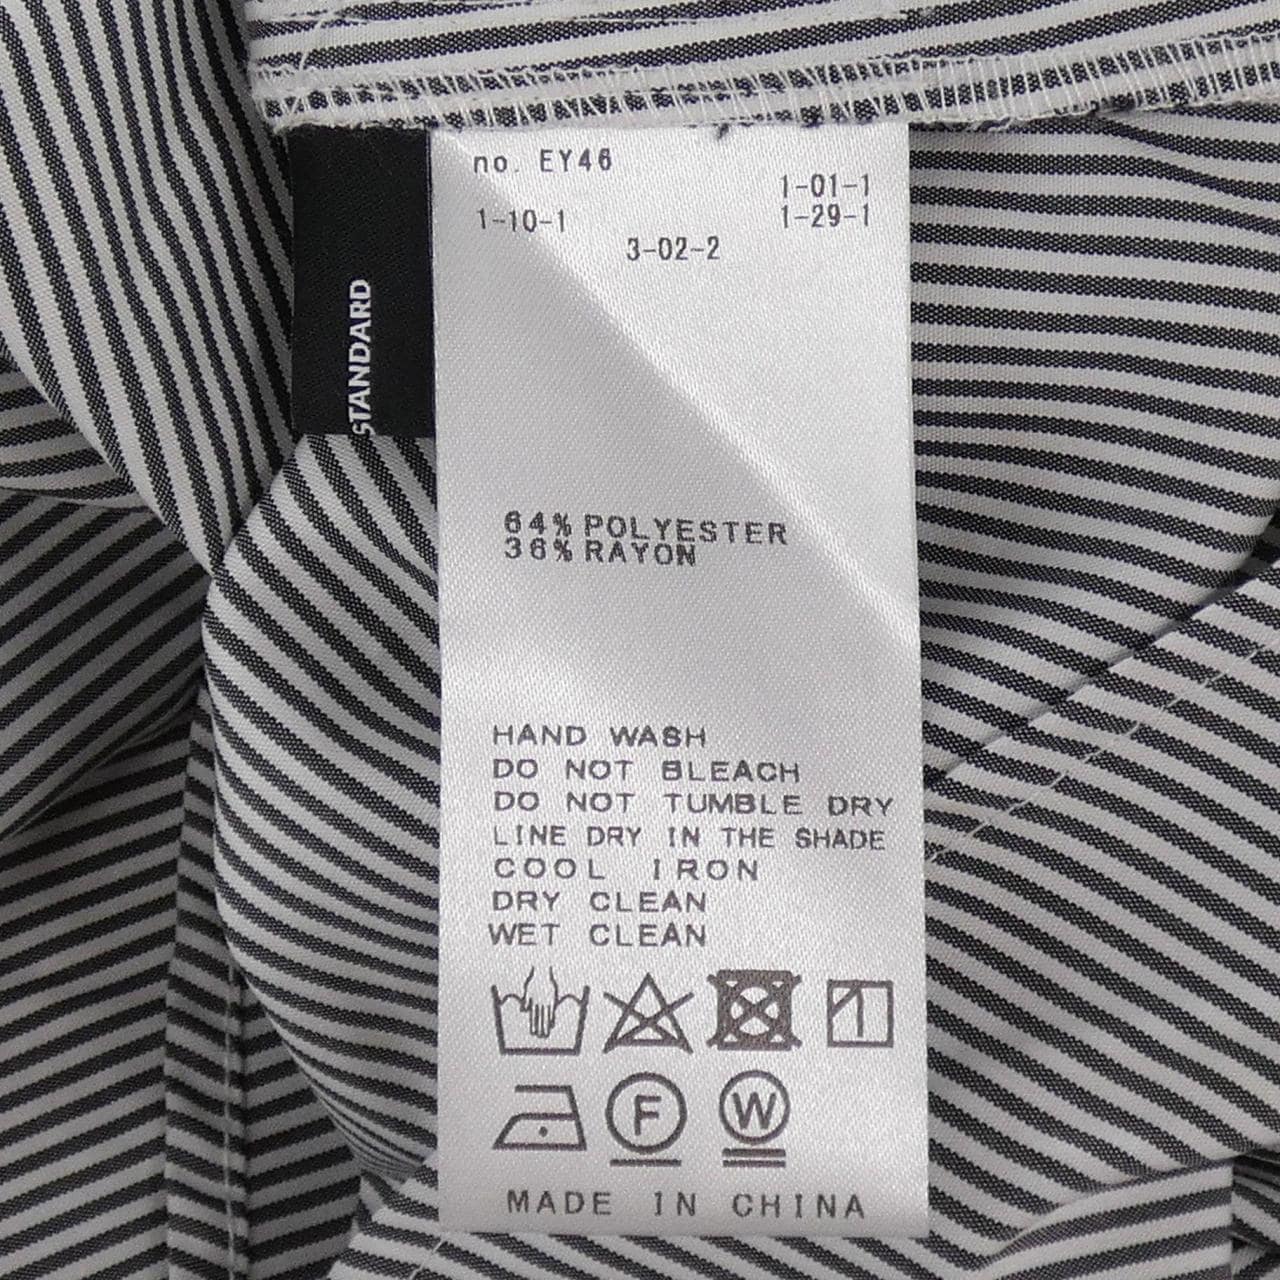 no. EY46
1-01-1
1-10-1
1-29-1
3-02-2
STANDARD
64% POLYESTER
36% RAYON
HAND WASH
DO NOT BLEACH
DO NOT TUMBLE DRY
LINE DRY IN THE SHADE
COOL IRON
DRY CLEAN
WET CLEAN
F
W
MADE IN CHINA